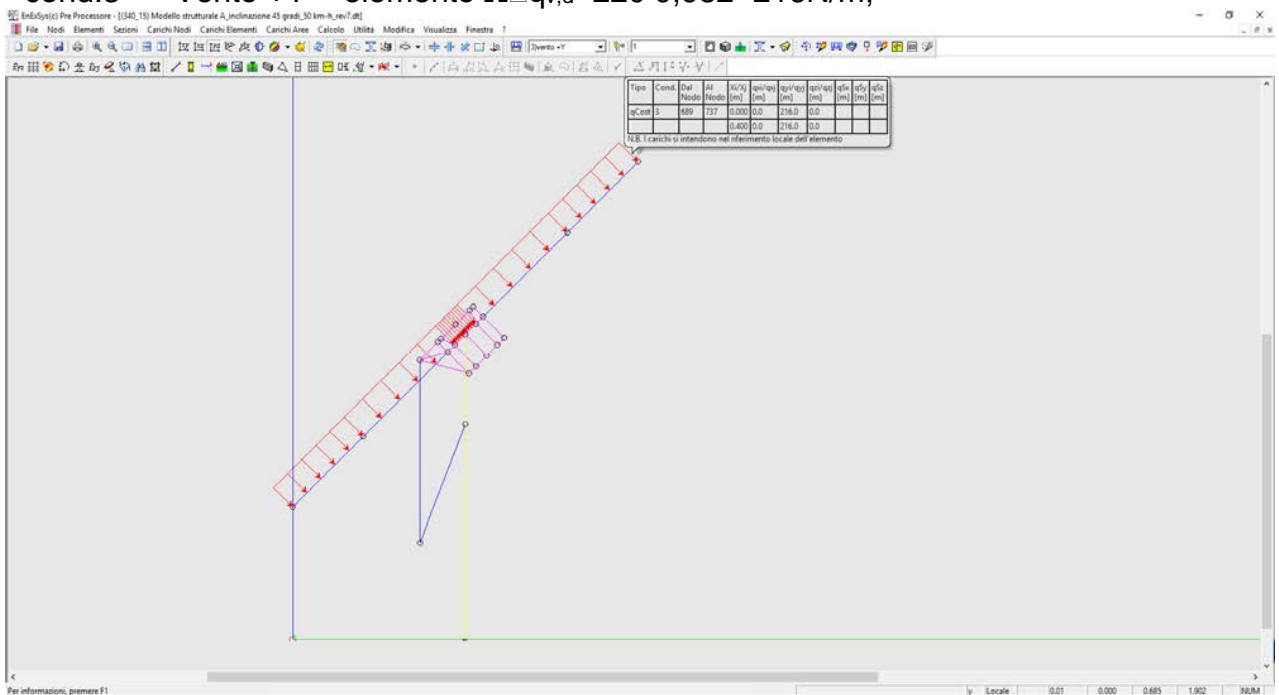 EnExSys(c) Pre Processore - [(340_15) Modello strutturale A_inclinazione 45 gradi_30 km-h_rev7.dt]
File Nodi Elementi Sezioni Carichi Nodi Carichi Elementi Carichi Aree Calcolo Utilità Modifica Visualizza Finestra ?
3)vento +Y 1
Tipo Cond. Dal Nodo Al Nodo Xi/Xj [m] qxi/qxj [m] qyi/qyj [m] qzi/qzj [m] qSx [m] qSy [m] qSz [m]
qCost 3 689 737 0.000 0.0 216.0 0.0
0.400 0.0 216.0 0.0
N.B. I carichi si intendono nel riferimento locale dell'elemento
Per informazioni, premere F1
y Locale 0.01 0.000 0.685 1.902 NUM